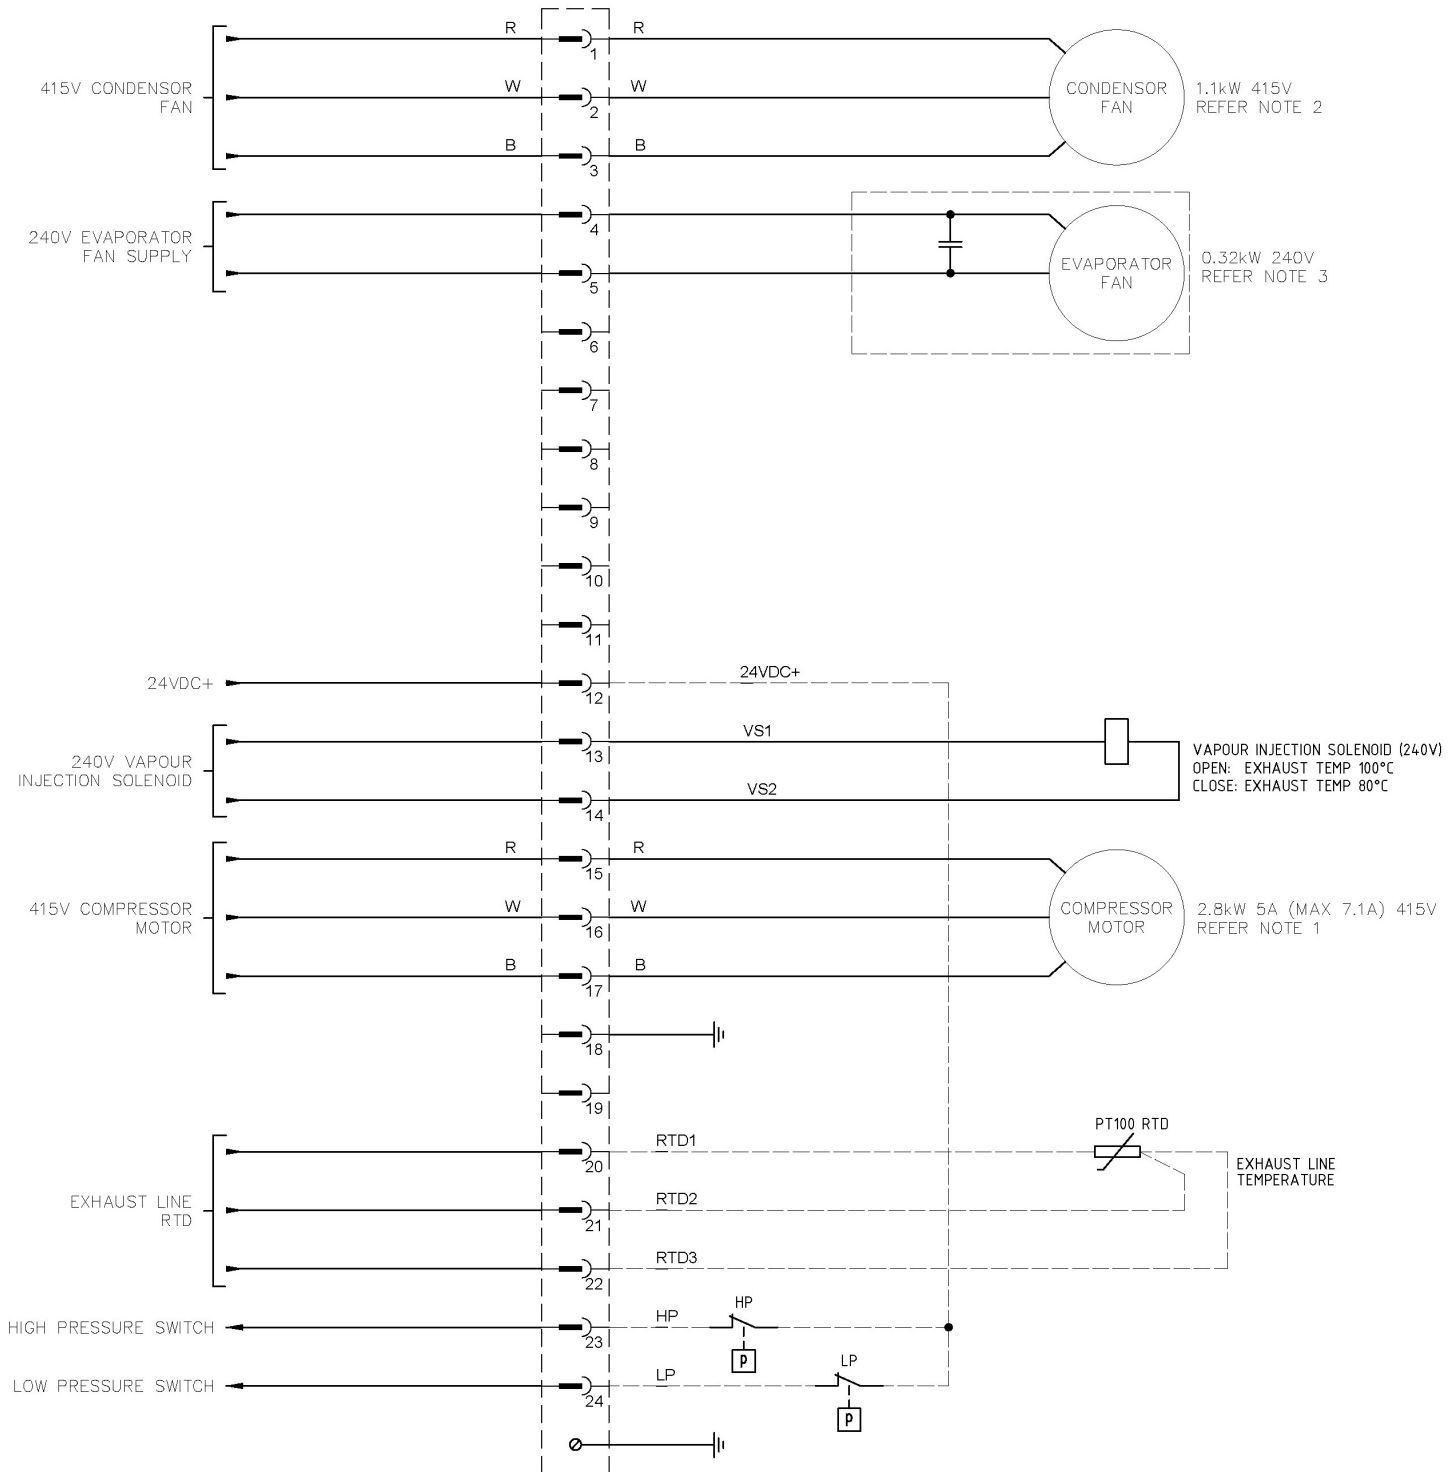 R
R
1
415V CONDENSOR
FAN
W
W
2
CONDENSOR
FAN
1.1kW 415V
REFER NOTE 2
B
B
3
240V EVAPORATOR
FAN SUPPLY
4
5
EVAPORATOR
FAN
0.32kW 240V
REFER NOTE 3
6
7
8
9
10
11
24VDC+
24VDC+
12
240V VAPOUR
INJECTION SOLENOID
VS1
13
VS2
14
VAPOUR INJECTION SOLENOID (240V)
OPEN: EXHAUST TEMP 100°C
CLOSE: EXHAUST TEMP 80°C
R
R
15
415V COMPRESSOR
MOTOR
W
W
16
COMPRESSOR
MOTOR
2.8kW 5A (MAX 7.1A) 415V
REFER NOTE 1
B
B
17
18
19
EXHAUST LINE
RTD
RTD1
20
PT100 RTD
EXHAUST LINE
TEMPERATURE
RTD2
21
RTD3
22
HIGH PRESSURE SWITCH
HP
23
HP
P
LOW PRESSURE SWITCH
LP
24
LP
P